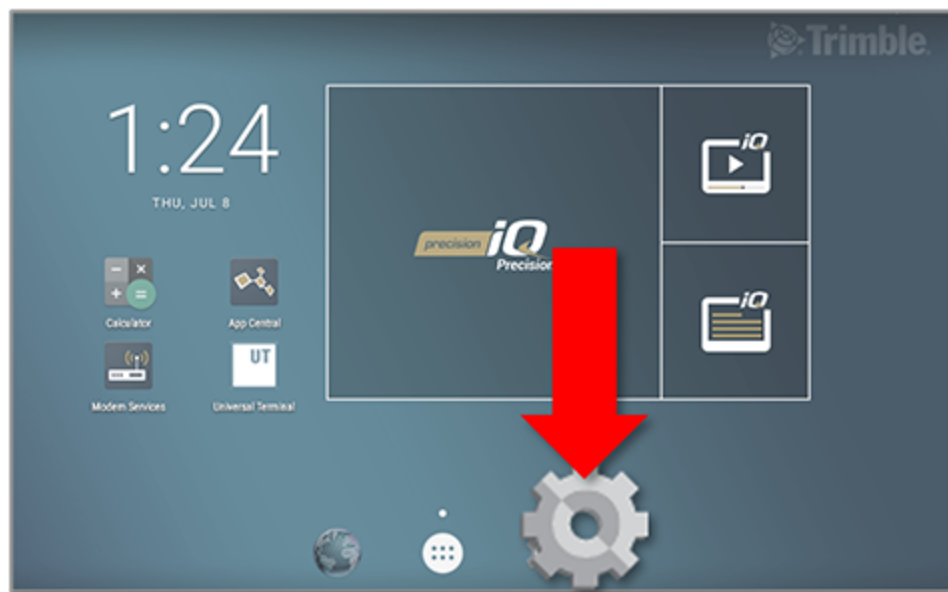 Trimble
1:24
THU, JUL 8
precision iQ
Precision
iQ
iQ
Calculator
App Central
UT
Modem Services
Universal Terminal